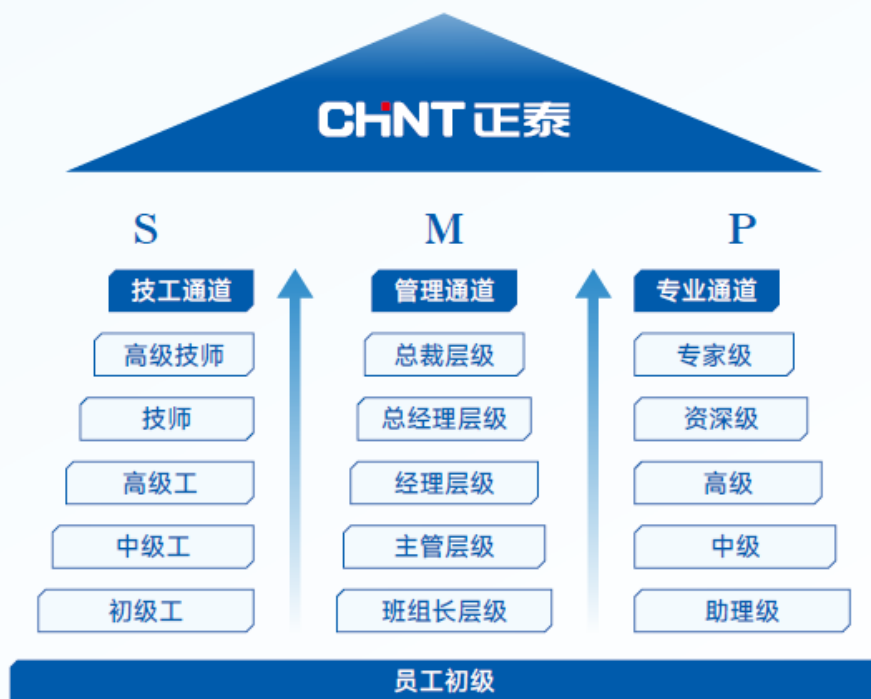 CHNT 正泰
S M P
技工通道 管理通道 专业通道
高级技师 总裁层级 专家级
技师 总经理层级 资深级
高级工 经理层级 高级
中级工 主管层级 中级
初级工 班组长层级 助理级
员工初级